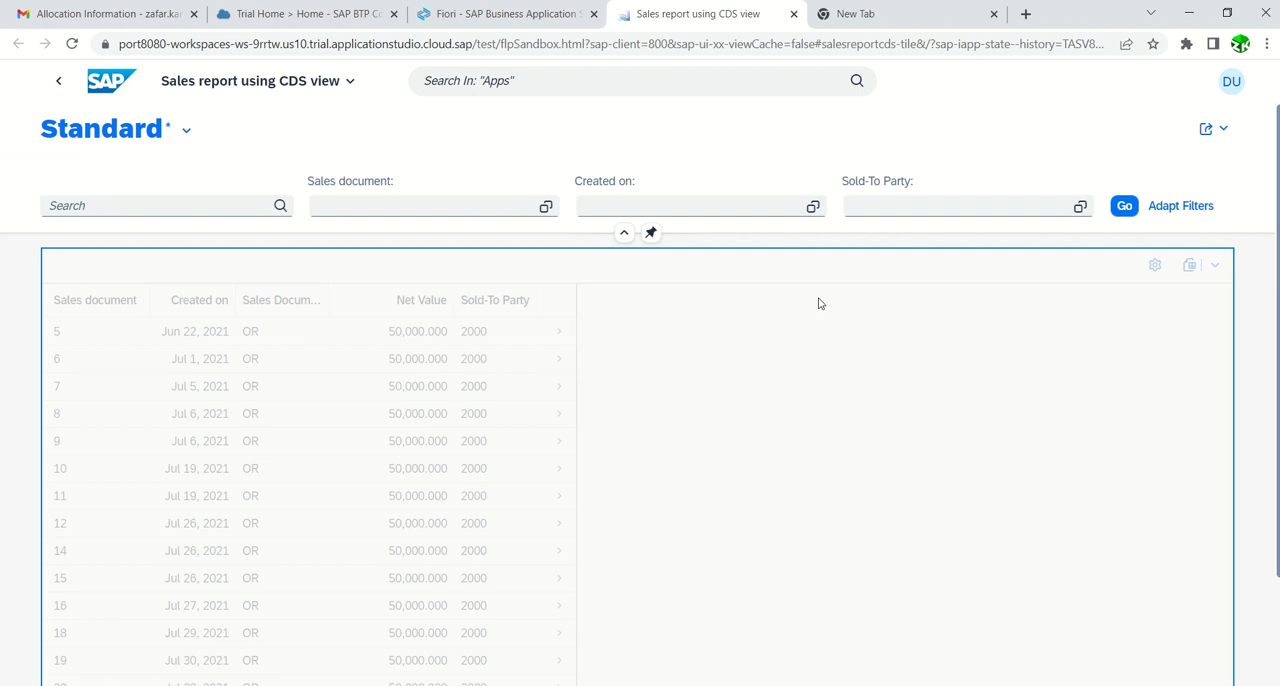 Allocation Information - zafar.ka
Trial Home > Home - SAP BTP Co
Fiori - SAP Business Application S
Sales report using CDS view
New Tab
port8080-workspaces-ws-9rrtw.us10.trial.applicationstudio.cloud.sap/test/flpSandbox.html?sap-client=800&sap-ui-xx-viewCache=false#salesreportcds-tile&/?sap-iapp-state--history=TASV8...
SAP Sales report using CDS view Search In: "Apps" DU
Standard*
Sales document: Created on: Sold-To Party:
Search Go Adapt Filters
Sales document Created on Sales Docum... Net Value Sold-To Party
5 Jun 22, 2021 OR 50,000.000 2000
6 Jul 1, 2021 OR 50,000.000 2000
7 Jul 5, 2021 OR 50,000.000 2000
8 Jul 6, 2021 OR 50,000.000 2000
9 Jul 6, 2021 OR 50,000.000 2000
10 Jul 19, 2021 OR 50,000.000 2000
11 Jul 19, 2021 OR 50,000.000 2000
12 Jul 26, 2021 OR 50,000.000 2000
14 Jul 26, 2021 OR 50,000.000 2000
15 Jul 26, 2021 OR 50,000.000 2000
16 Jul 27, 2021 OR 50,000.000 2000
18 Jul 29, 2021 OR 50,000.000 2000
19 Jul 30, 2021 OR 50,000.000 2000